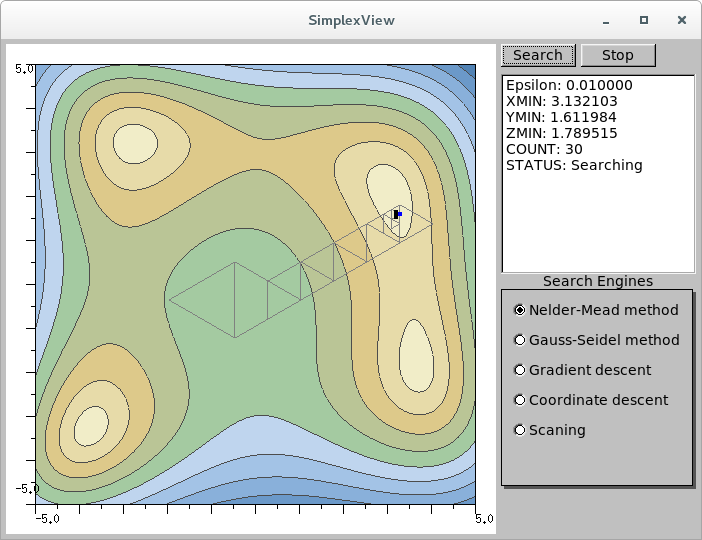 SimplexView
Search
Stop
Epsilon: 0.010000
XMIN: 3.132103
YMIN: 1.611984
ZMIN: 1.789515
COUNT: 30
STATUS: Searching
Search Engines
Nelder-Mead method
Gauss-Seidel method
Gradient descent
Coordinate descent
Scaning
5.0
-5.0
-5.0
5.0